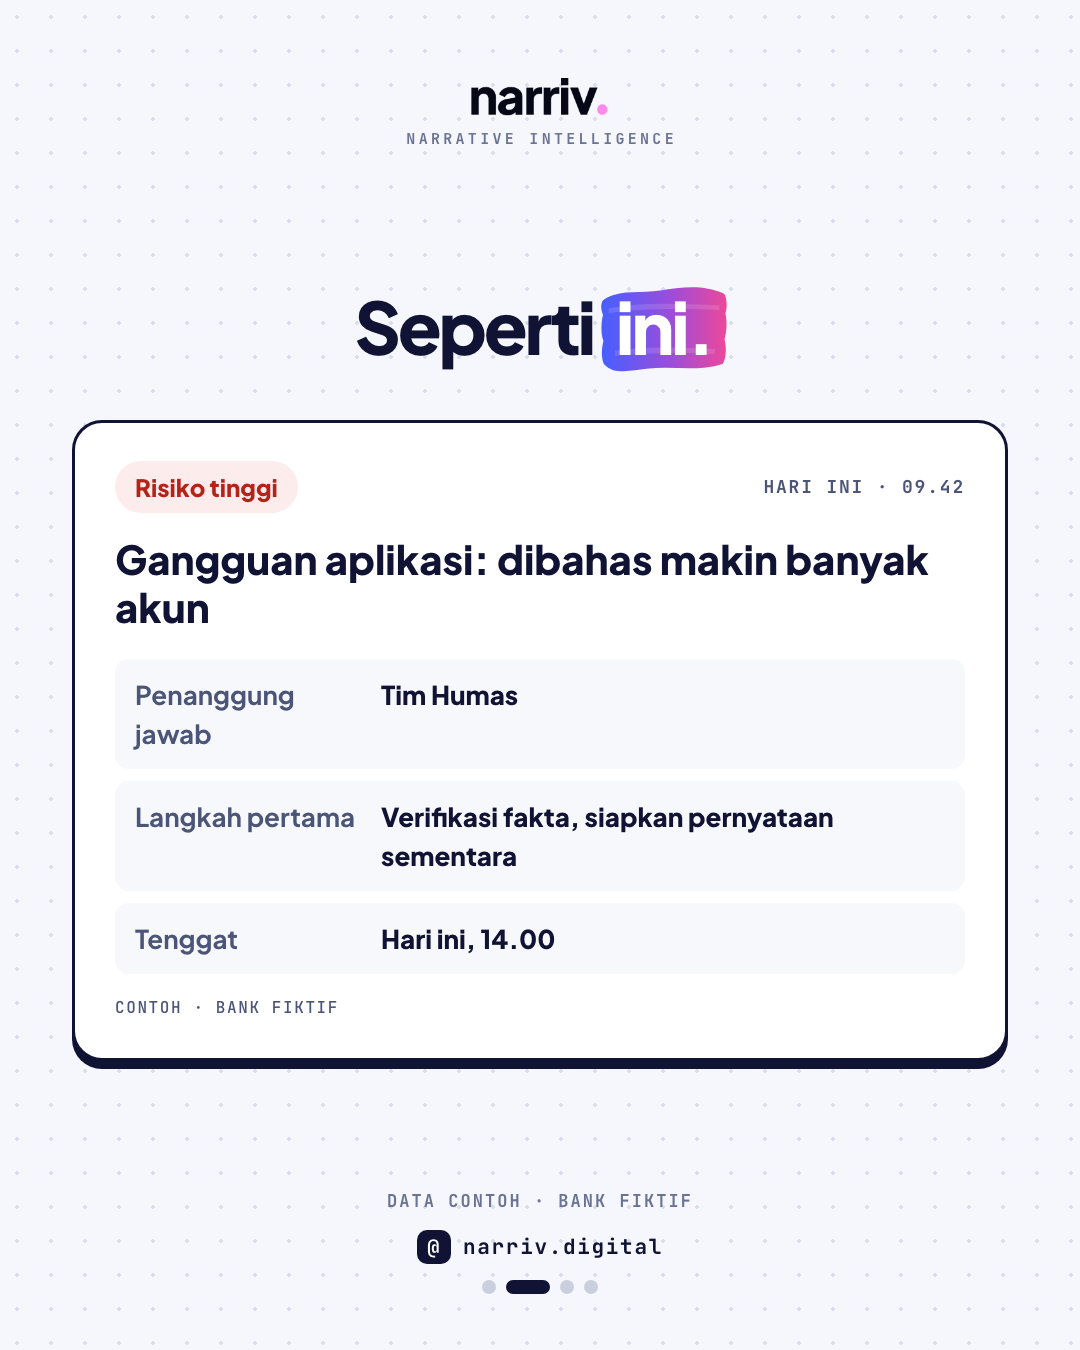 narriv.
NARRATIVE INTELLIGENCE
Seperti ini.
Risiko tinggi
HARI INI · 09.42
Gangguan aplikasi: dibahas makin banyak
akun
Penanggung
jawab
Tim Humas
Langkah pertama
Verifikasi fakta, siapkan pernyataan
sementara
Tenggat
Hari ini, 14.00
CONTOH · BANK FIKTIF
DATA CONTOH · BANK FIKTIF
@ narriv.digital